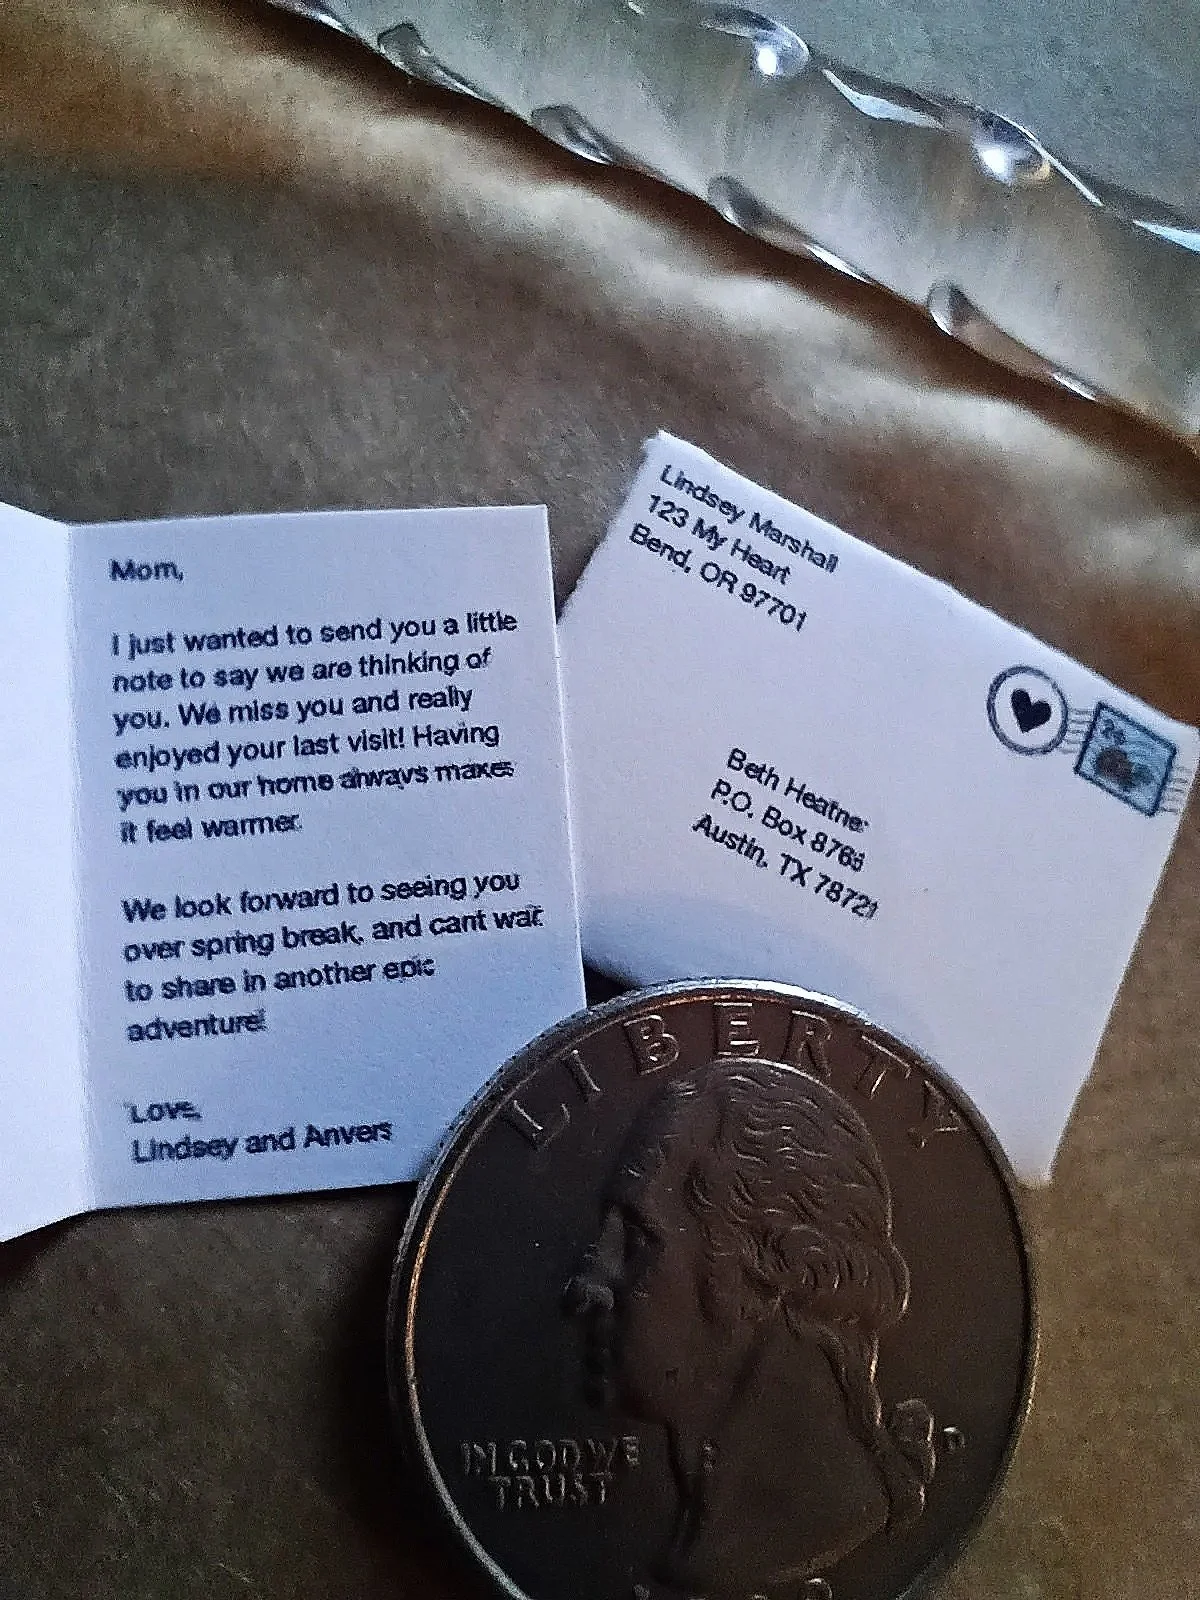 Mom,
I just wanted to send you a little
note to say we are thinking of
you. We miss you and really
enjoyed your last visit! Having
you in our home always makes
it feel warmer.
We look forward to seeing you
over spring break, and cant wait
to share in another epic
adventure!
Love,
Lindsey and Anvers
Lindsey Marshall
123 My Heart
Bend, OR 97701
Beth Heatner
P.O. Box
Austin, TX 78721
LIBERTY
IN GOD WE
TRUST
D